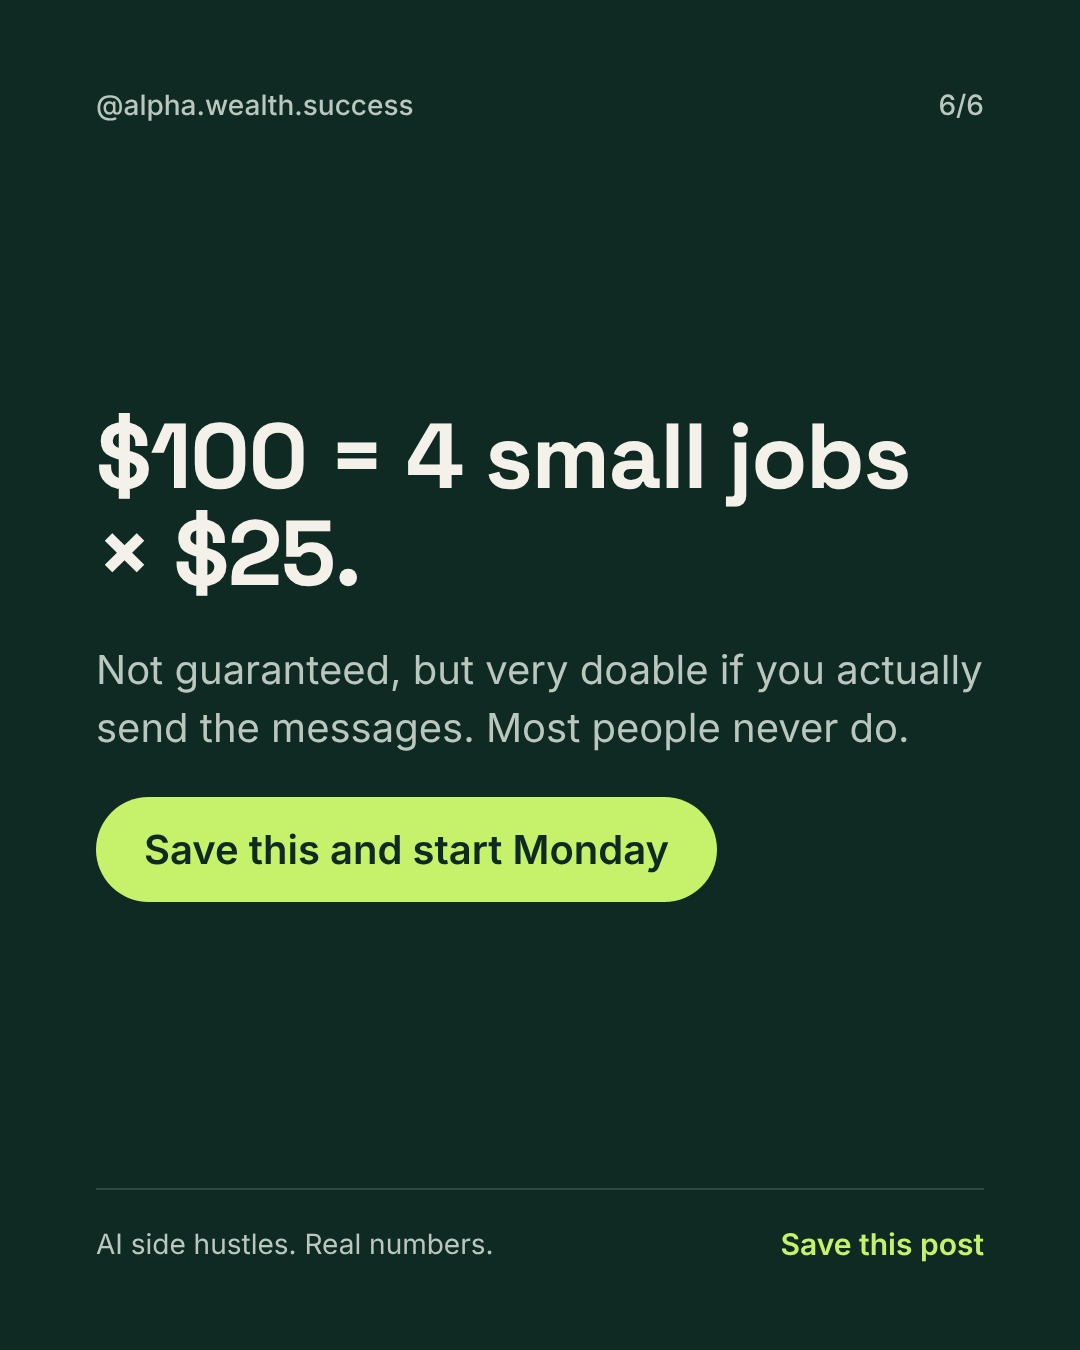 @alpha.wealth.success
6/6
$100 = 4 small jobs
× $25.
Not guaranteed, but very doable if you actually
send the messages. Most people never do.
Save this and start Monday
AI side hustles. Real numbers.
Save this post